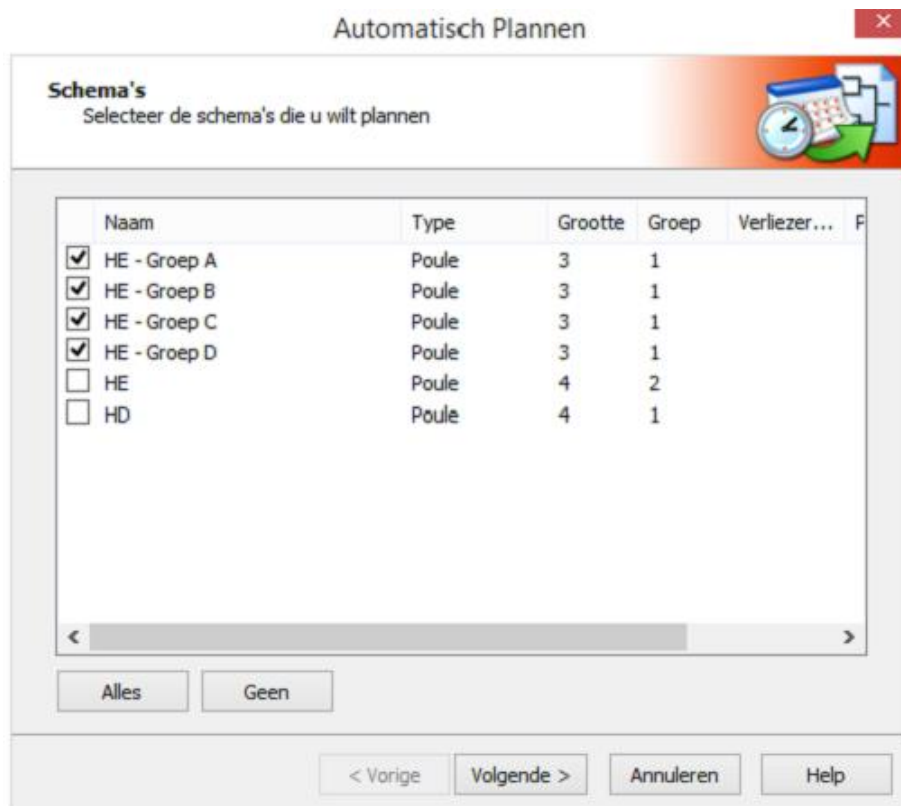 Automatisch Plannen
Schema's
Selecteer de schema's die u wilt plannen
Naam Type Grootte Groep Verliezer... P
HE - Groep A Poule 3 1
HE - Groep B Poule 3 1
HE - Groep C Poule 3 1
HE - Groep D Poule 3 1
HE Poule 4 2
HD Poule 4 1
Alles Geen
< Vorige Volgende > Annuleren Help